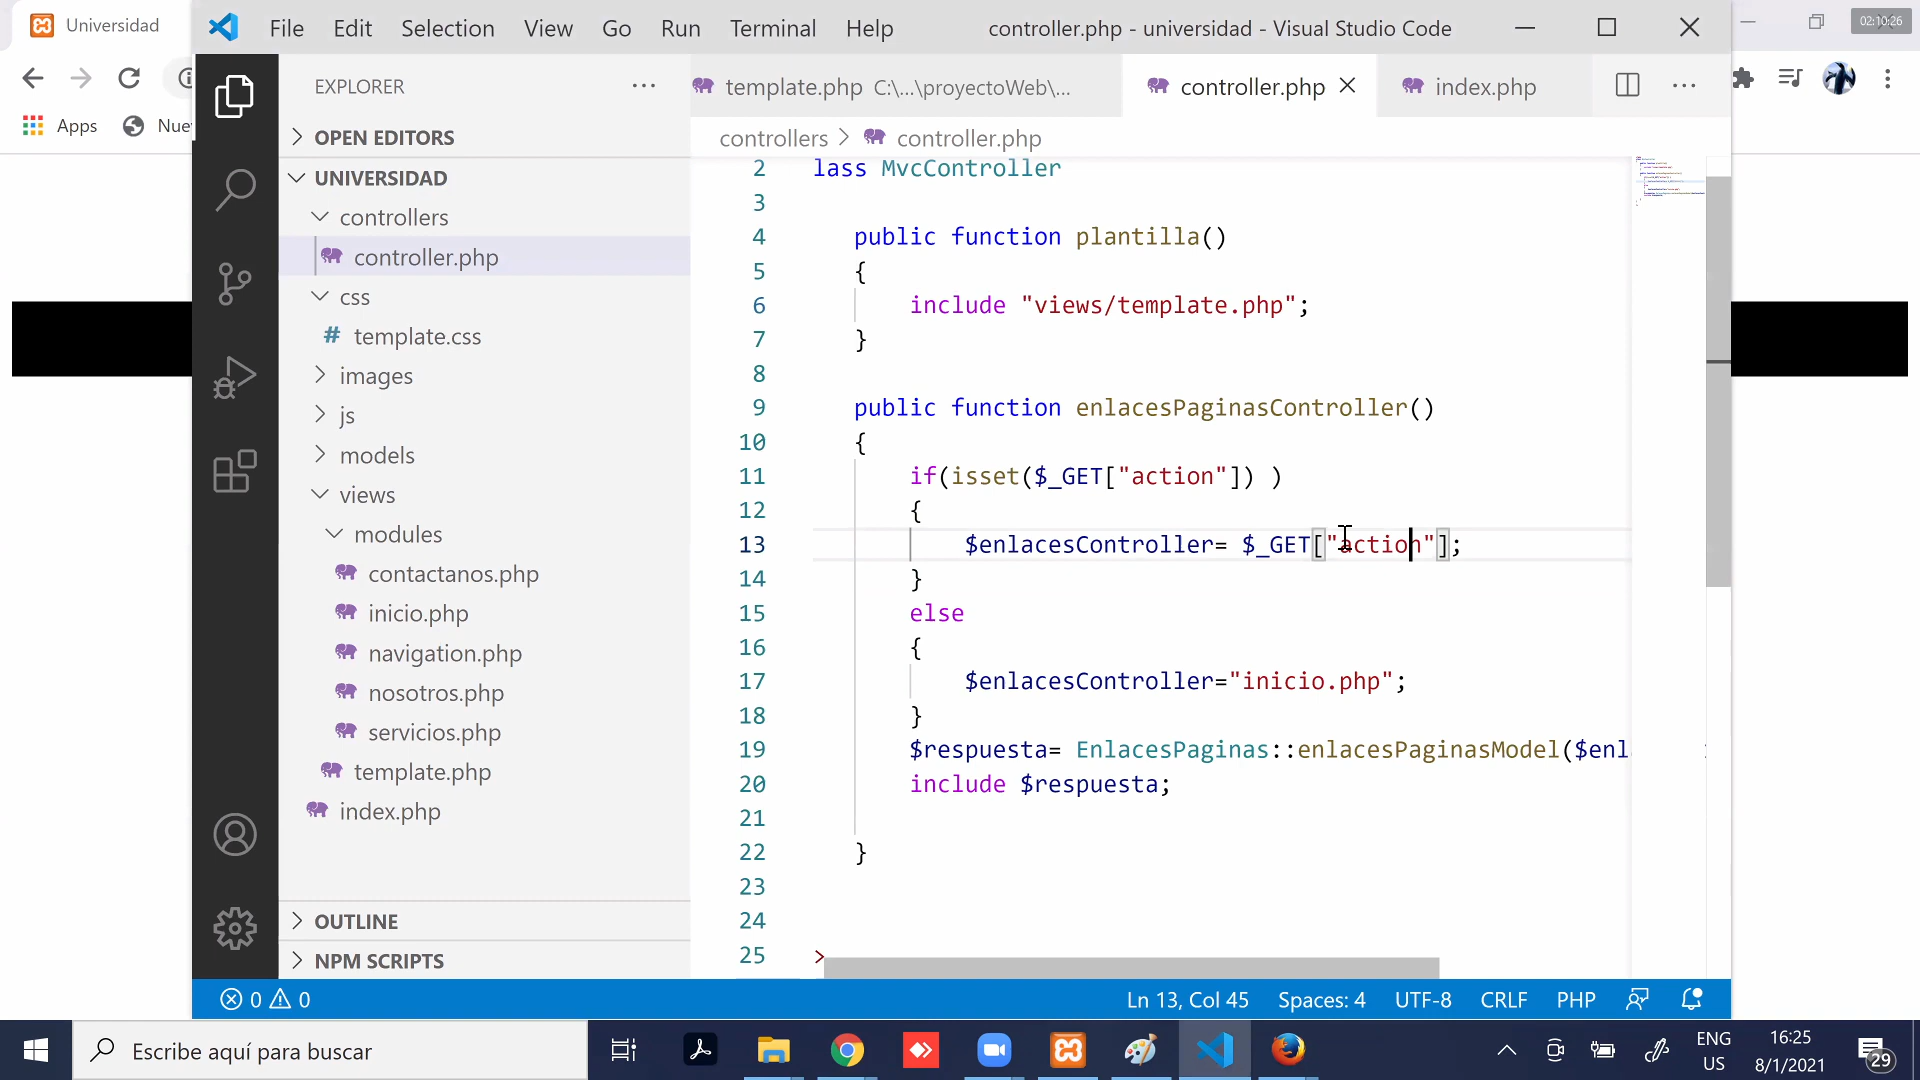 Universidad
File Edit Selection View Go Run Terminal Help
controller.php - universidad - Visual Studio Code
02:10:26
EXPLORER
template.php C:\...\proyectoWeb\...
controller.php
index.php
Apps
Nue
OPEN EDITORS
controllers > controller.php
UNIVERSIDAD
controllers
controller.php
css
template.css
images
js
models
views
modules
contactanos.php
inicio.php
navigation.php
nosotros.php
servicios.php
template.php
index.php
OUTLINE
NPM SCRIPTS
2 lass MvcController
3
4 public function plantilla()
5 {
6 include "views/template.php";
7 }
8
9 public function enlacesPaginasController()
10 {
11 if(isset($_GET["action"]) )
12 {
13 $enlacesController= $_GET["action"];
14 }
15 else
16 {
17 $enlacesController="inicio.php";
18 }
19 $respuesta= EnlacesPaginas::enlacesPaginasModel($enl
20 include $respuesta;
21
22 }
23
24
25 >
0 0
Ln 13, Col 45 Spaces: 4 UTF-8 CRLF PHP
Escribe aquí para buscar
ENG
US
16:25
8/1/2021
29